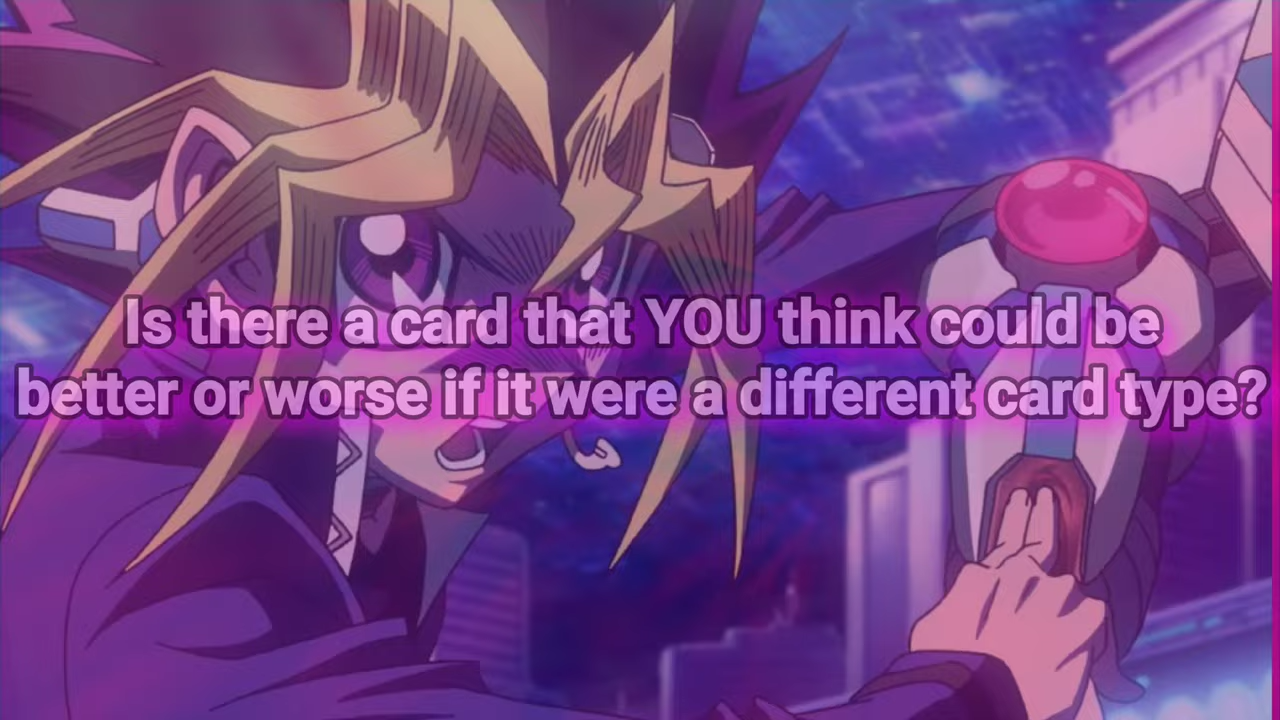 Is there a card that YOU think could be
better or worse if it were a different card type?